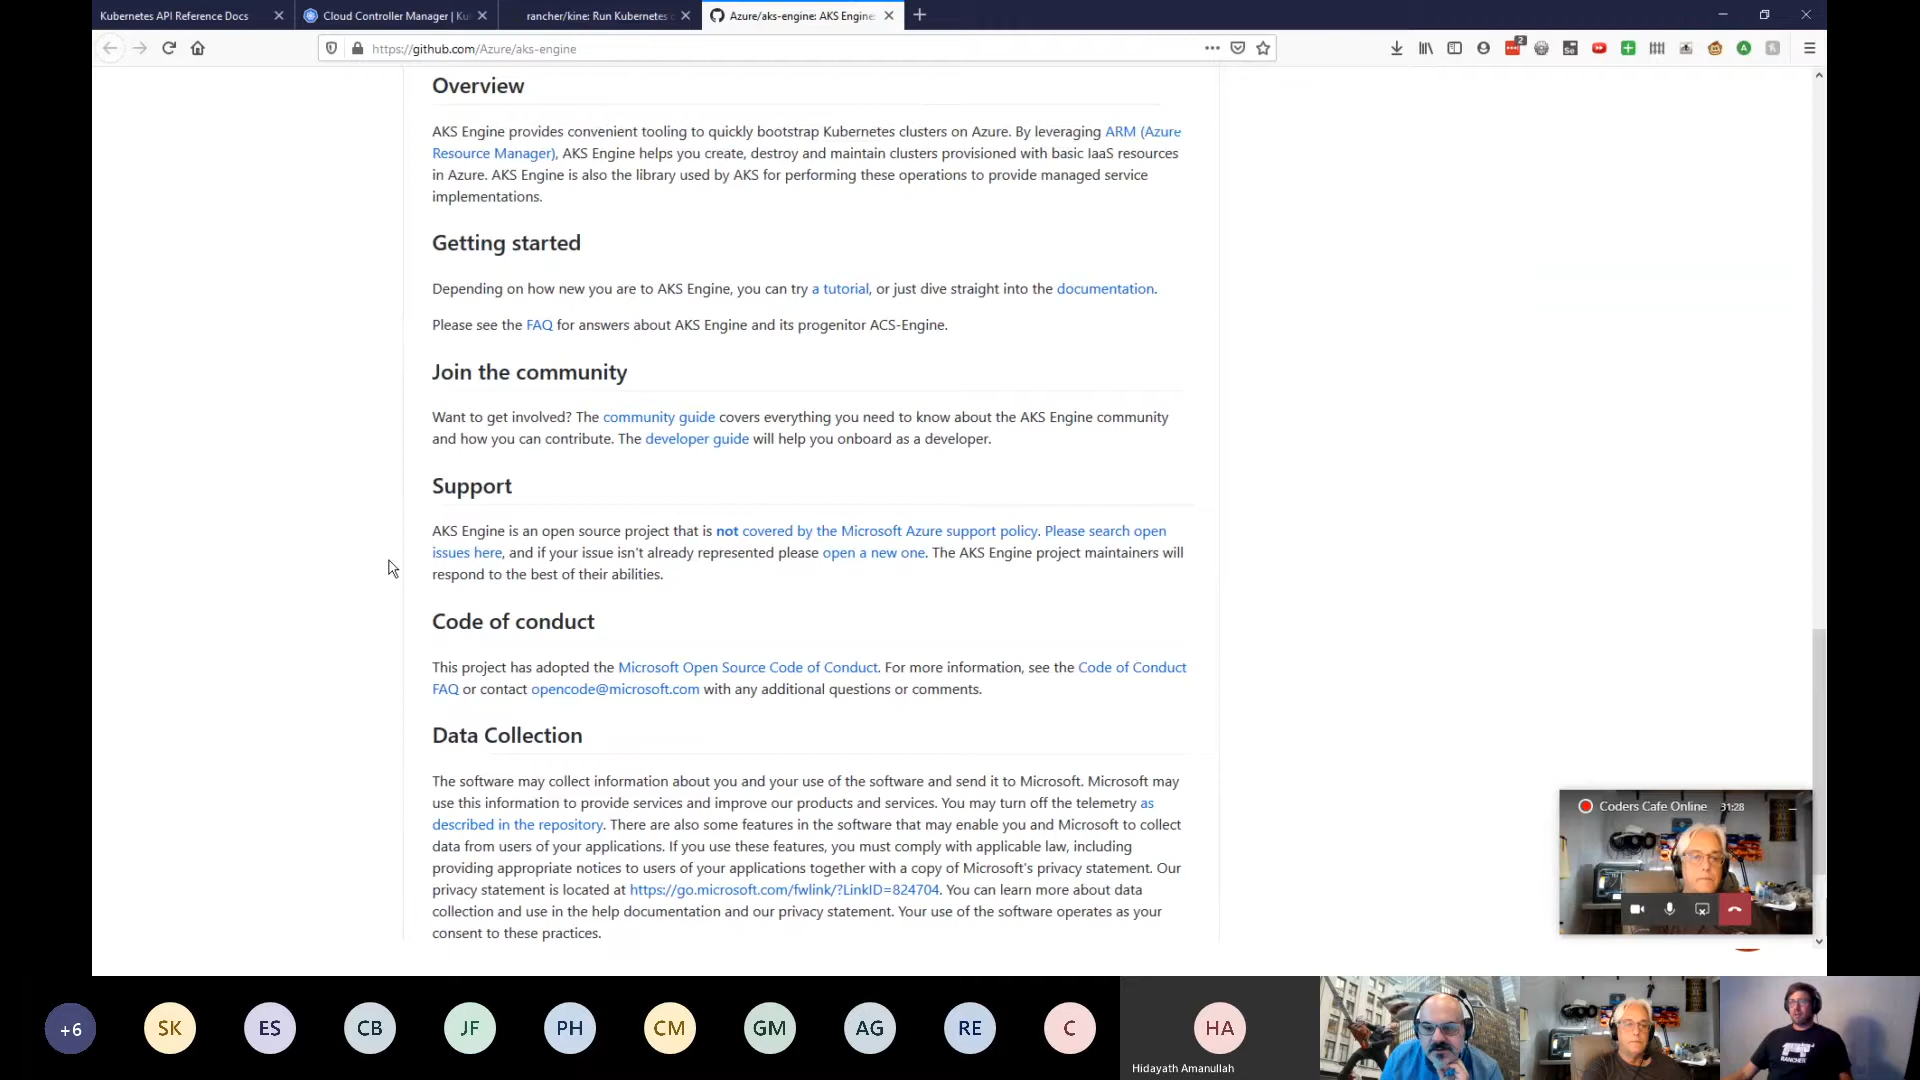 Kubernetes API Reference Docs
Cloud Controller Manager | Ku
rancher/kine: Run Kubernetes
Azure/aks-engine: AKS Engine:
https://github.com/Azure/aks-engine
2
Overview
AKS Engine provides convenient tooling to quickly bootstrap Kubernetes clusters on Azure. By leveraging ARM (Azure
Resource Manager), AKS Engine helps you create, destroy and maintain clusters provisioned with basic IaaS resources
in Azure. AKS Engine is also the library used by AKS for performing these operations to provide managed service
implementations.
Getting started
Depending on how new you are to AKS Engine, you can try a tutorial, or just dive straight into the documentation.
Please see the FAQ for answers about AKS Engine and its progenitor ACS-Engine.
Join the community
Want to get involved? The community guide covers everything you need to know about the AKS Engine community
and how you can contribute. The developer guide will help you onboard as a developer.
Support
AKS Engine is an open source project that is not covered by the Microsoft Azure support policy. Please search open
issues here, and if your issue isn't already represented please open a new one. The AKS Engine project maintainers will
respond to the best of their abilities.
Code of conduct
This project has adopted the Microsoft Open Source Code of Conduct. For more information, see the Code of Conduct
FAQ or contact opencode@microsoft.com with any additional questions or comments.
Data Collection
The software may collect information about you and your use of the software and send it to Microsoft. Microsoft may
use this information to provide services and improve our products and services. You may turn off the telemetry as
described in the repository. There are also some features in the software that may enable you and Microsoft to collect
data from users of your applications. If you use these features, you must comply with applicable law, including
providing appropriate notices to users of your applications together with a copy of Microsoft's privacy statement. Our
privacy statement is located at https://go.microsoft.com/fwlink/?LinkID=824704. You can learn more about data
collection and use in the help documentation and our privacy statement. Your use of the software operates as your
consent to these practices.
Coders Cafe Online 31:28
+6
SK
ES
CB
JF
PH
CM
GM
AG
RE
C
HA
Hidayath Amanullah
RANCHER